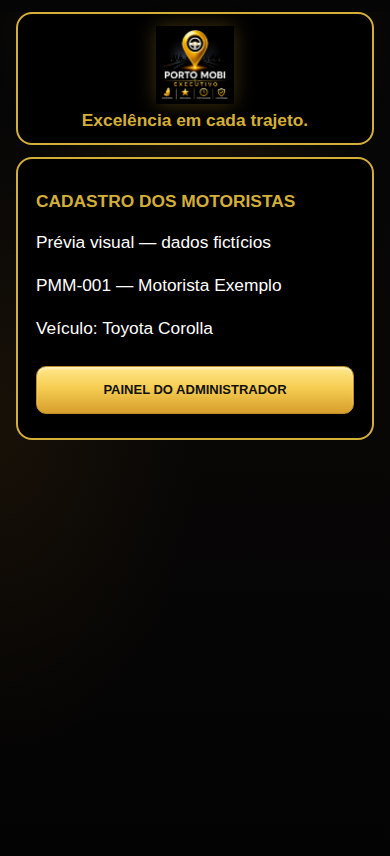 PORTO MOBI
EXECUTIVO
Excelência em cada trajeto.
CADASTRO DOS MOTORISTAS
Prévia visual — dados fictícios
PMM-001 — Motorista Exemplo
Veículo: Toyota Corolla
PAINEL DO ADMINISTRADOR